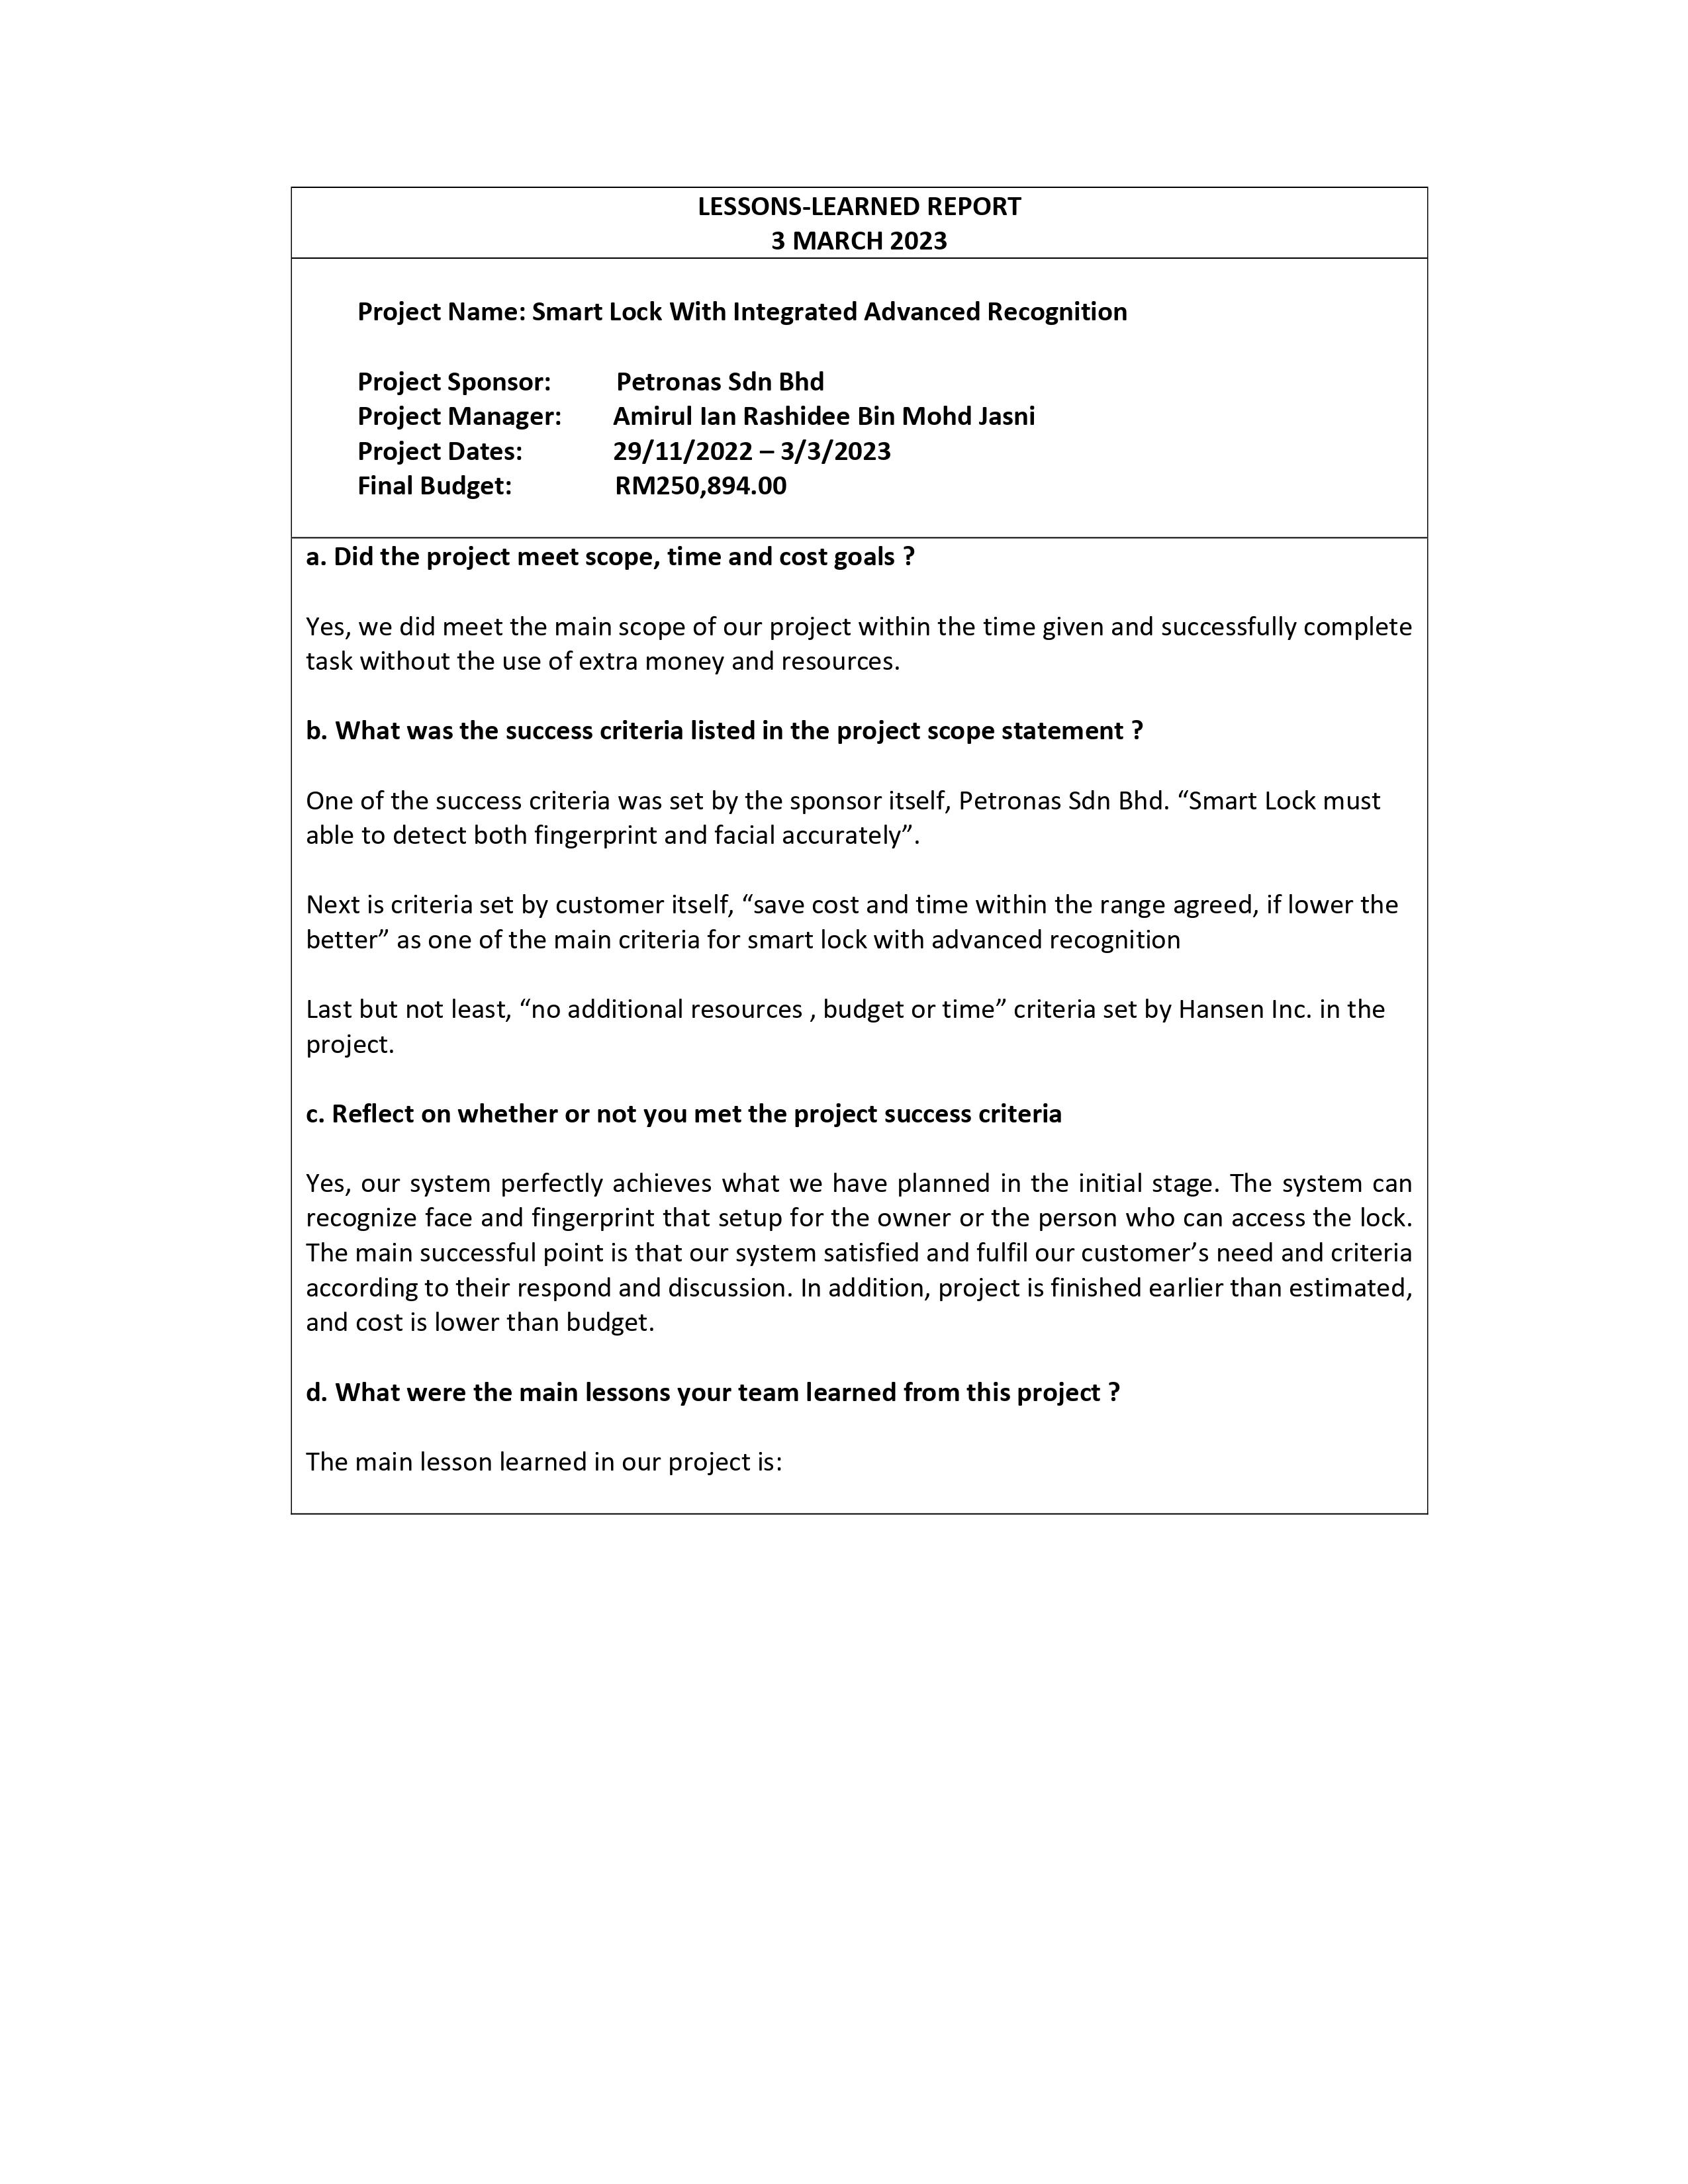 LESSONS-LEARNED REPORT
3 MARCH 2023
Project Name: Smart Lock With Integrated Advanced Recognition
Project Sponsor: Petronas Sdn Bhd
Project Manager: Amirul Ian Rashidee Bin Mohd Jasni
Project Dates: 29/11/2022 – 3/3/2023
Final Budget: RM250,894.00
a. Did the project meet scope, time and cost goals ?
Yes, we did meet the main scope of our project within the time given and successfully complete
task without the use of extra money and resources.
b. What was the success criteria listed in the project scope statement ?
One of the success criteria was set by the sponsor itself, Petronas Sdn Bhd. “Smart Lock must
able to detect both fingerprint and facial accurately”.
Next is criteria set by customer itself, “save cost and time within the range agreed, if lower the
better” as one of the main criteria for smart lock with advanced recognition
Last but not least, “no additional resources , budget or time” criteria set by Hansen Inc. in the
project.
c. Reflect on whether or not you met the project success criteria
Yes, our system perfectly achieves what we have planned in the initial stage. The system can
recognize face and fingerprint that setup for the owner or the person who can access the lock.
The main successful point is that our system satisfied and fulfil our customer’s need and criteria
according to their respond and discussion. In addition, project is finished earlier than estimated,
and cost is lower than budget.
d. What were the main lessons your team learned from this project ?
The main lesson learned in our project is: